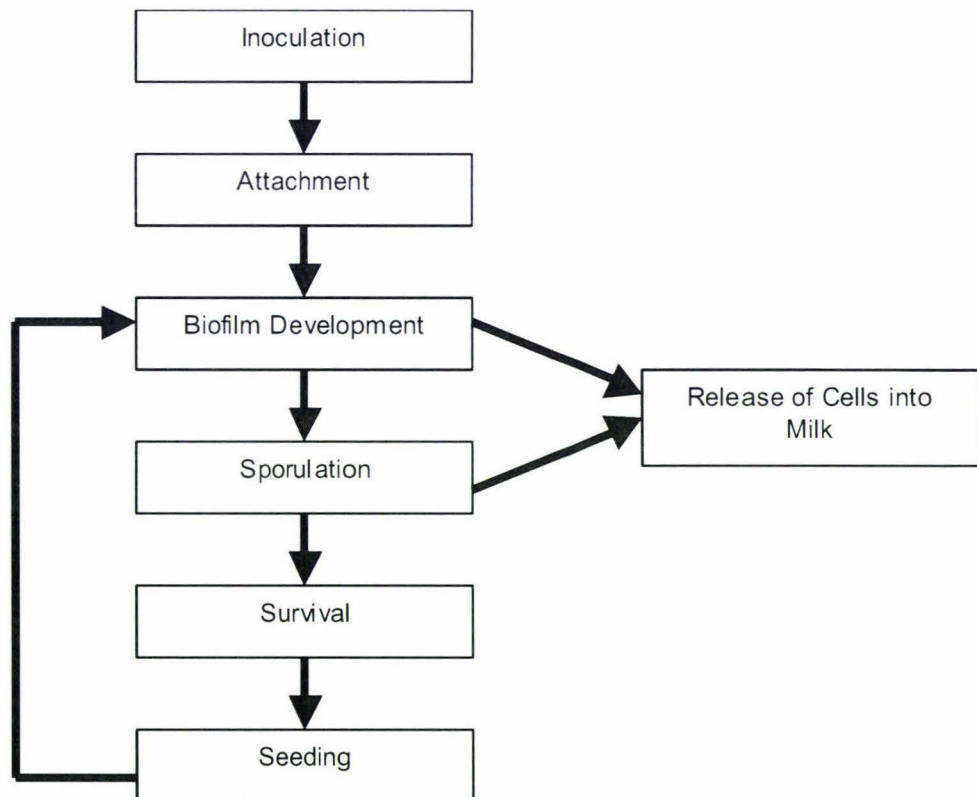 Inoculation
Attachment
Biofilm Development
Release of Cells into
Milk
Sporulation
Survival
Seeding